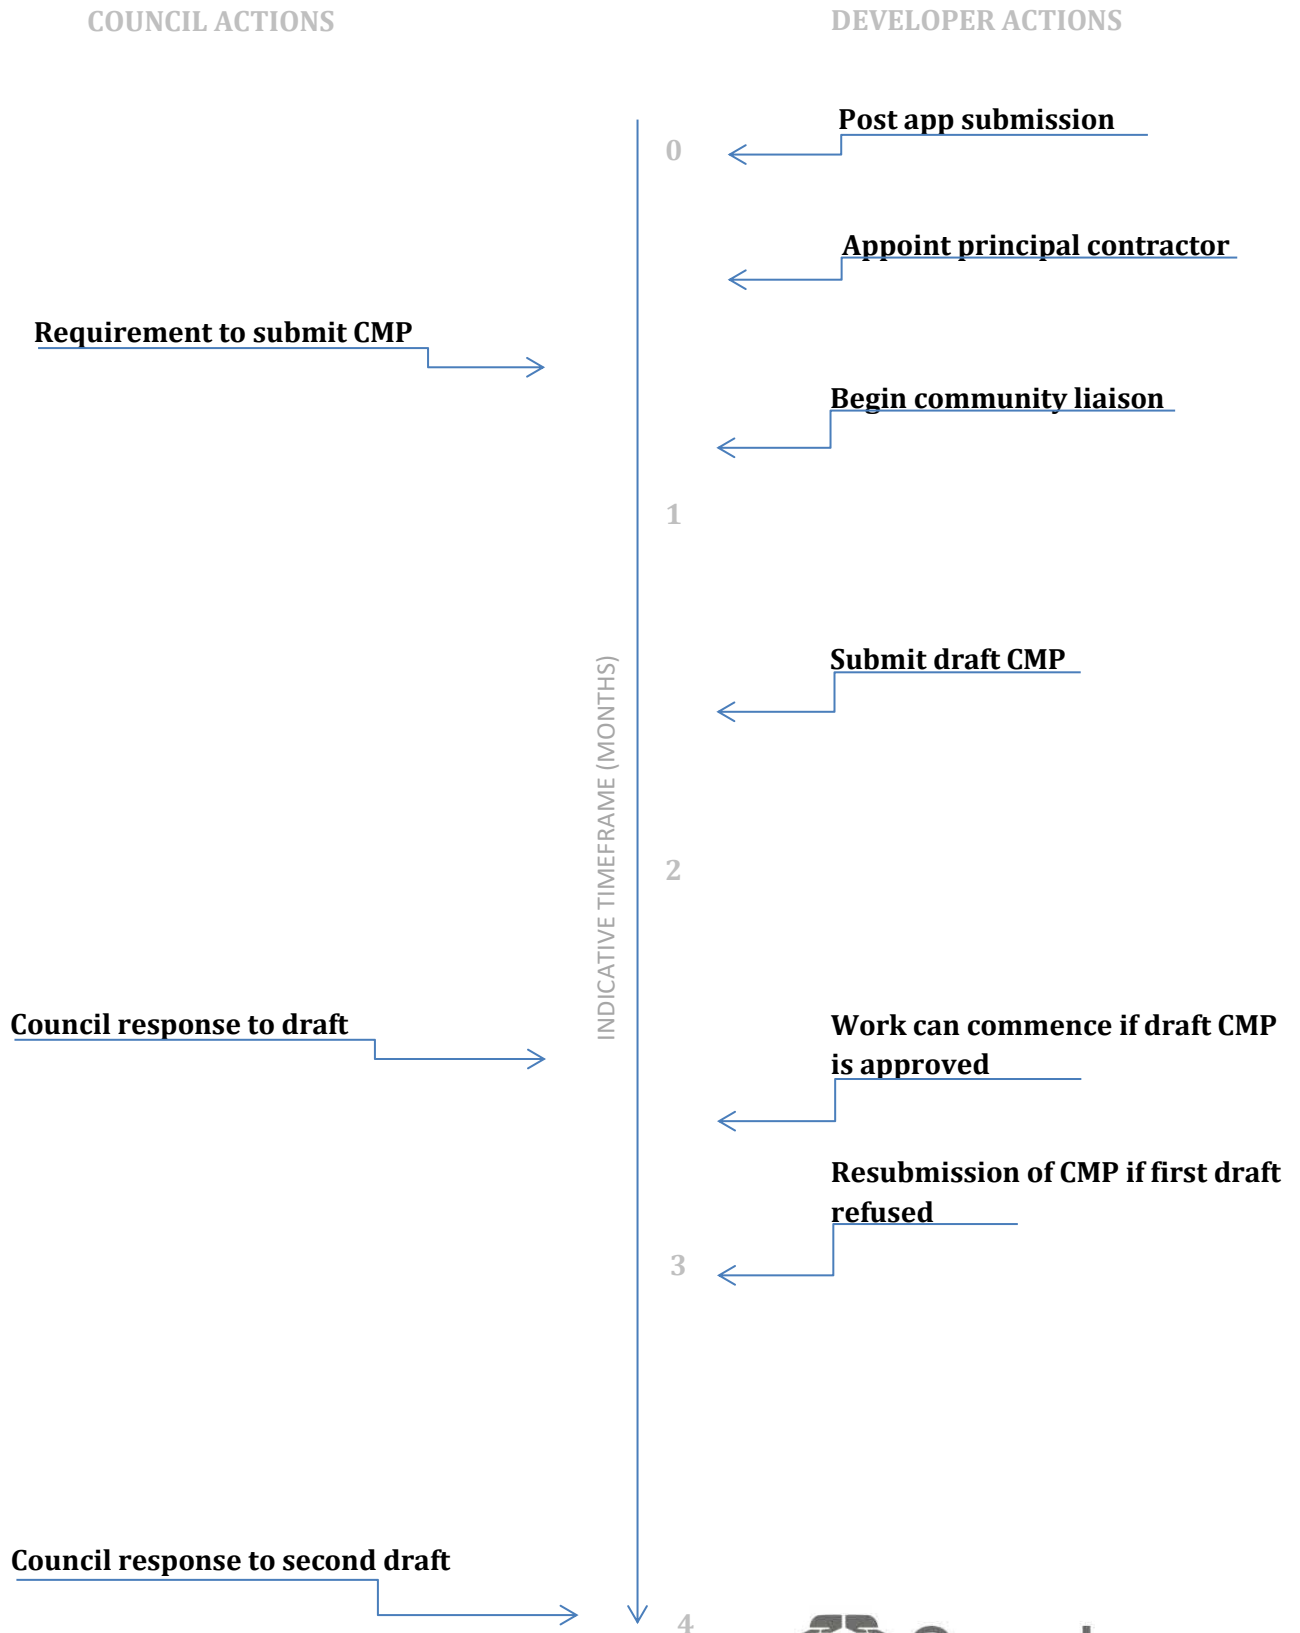 COUNCIL ACTIONS
DEVELOPER ACTIONS
Post app submission
0
Appoint principal contractor
Requirement to submit CMP
Begin community liaison
1
Submit draft CMP
INDICATIVE TIMEFRAME (MONTHS)
2
Council response to draft
Work can commence if draft CMP
is approved
Resubmission of CMP if first draft
refused
3
Council response to second draft
4